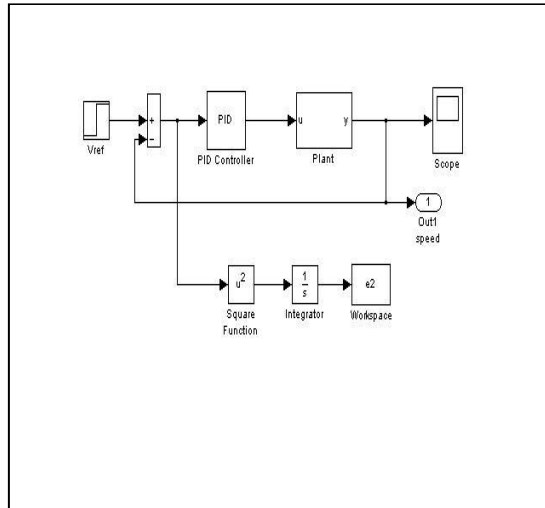 Vref
+
−
PID
PID Controller
u
y
Plant
Scope
1
Out1
speed
u²
Square
Function
1
s
Integrator
e2
Workspace